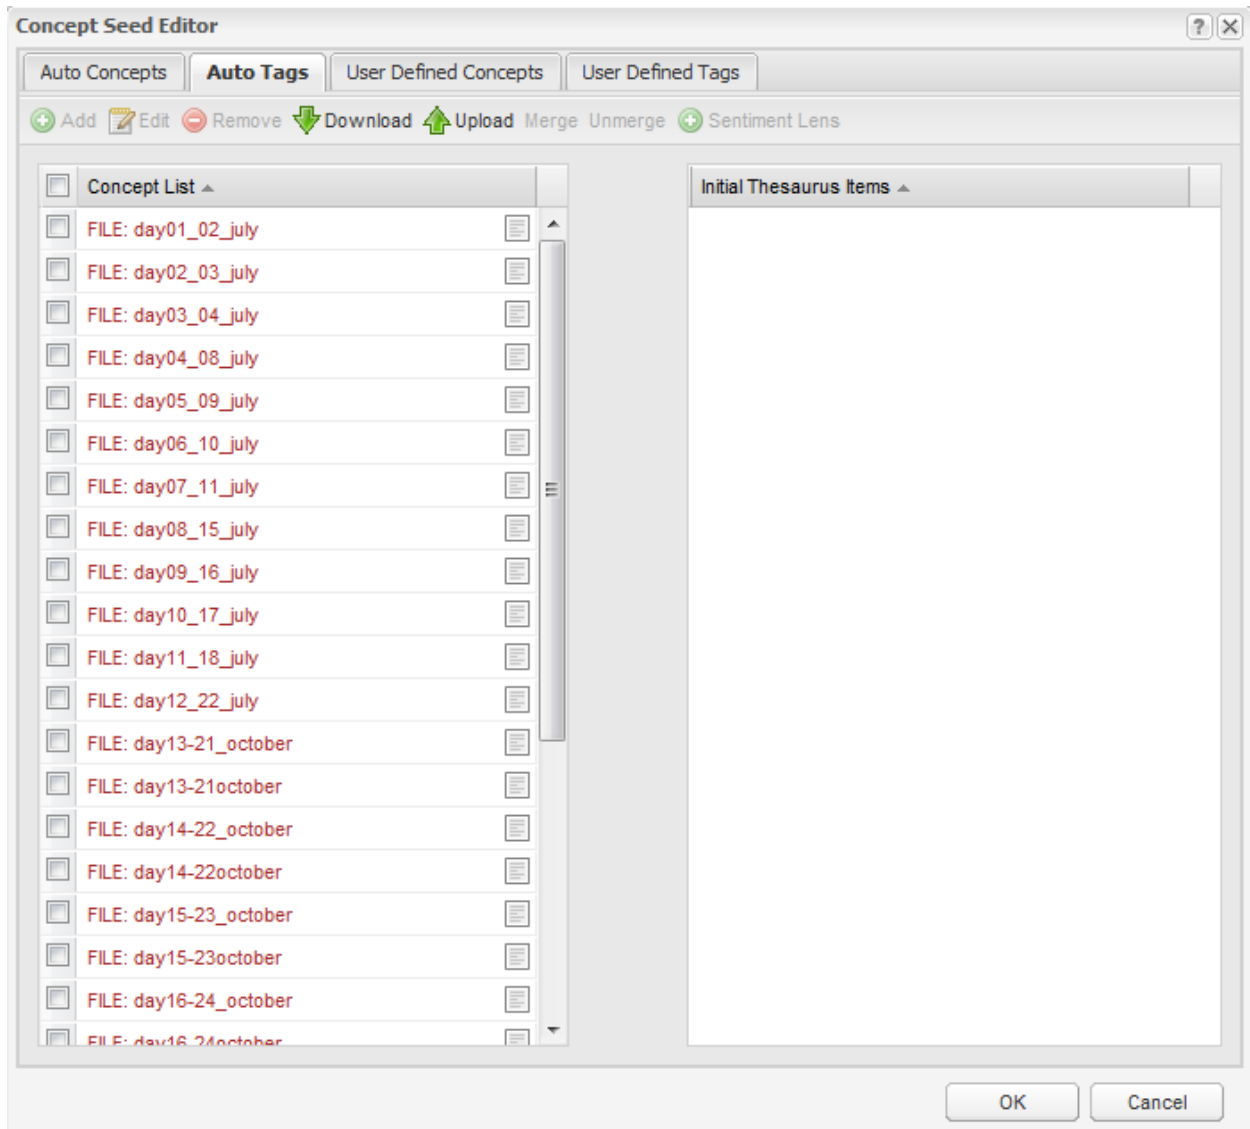 Concept Seed Editor
Auto Concepts Auto Tags User Defined Concepts User Defined Tags
Add Edit Remove Download Upload Merge Unmerge Sentiment Lens
Concept List Initial Thesaurus Items
FILE: day01_02_july
FILE: day02_03_july
FILE: day03_04_july
FILE: day04_08_july
FILE: day05_09_july
FILE: day06_10_july
FILE: day07_11_july
FILE: day08_15_july
FILE: day09_16_july
FILE: day10_17_july
FILE: day11_18_july
FILE: day12_22_july
FILE: day13-21_october
FILE: day13-21october
FILE: day14-22_october
FILE: day14-22october
FILE: day15-23_october
FILE: day15-23october
FILE: day16-24_october
FILE: day16-24october
OK Cancel